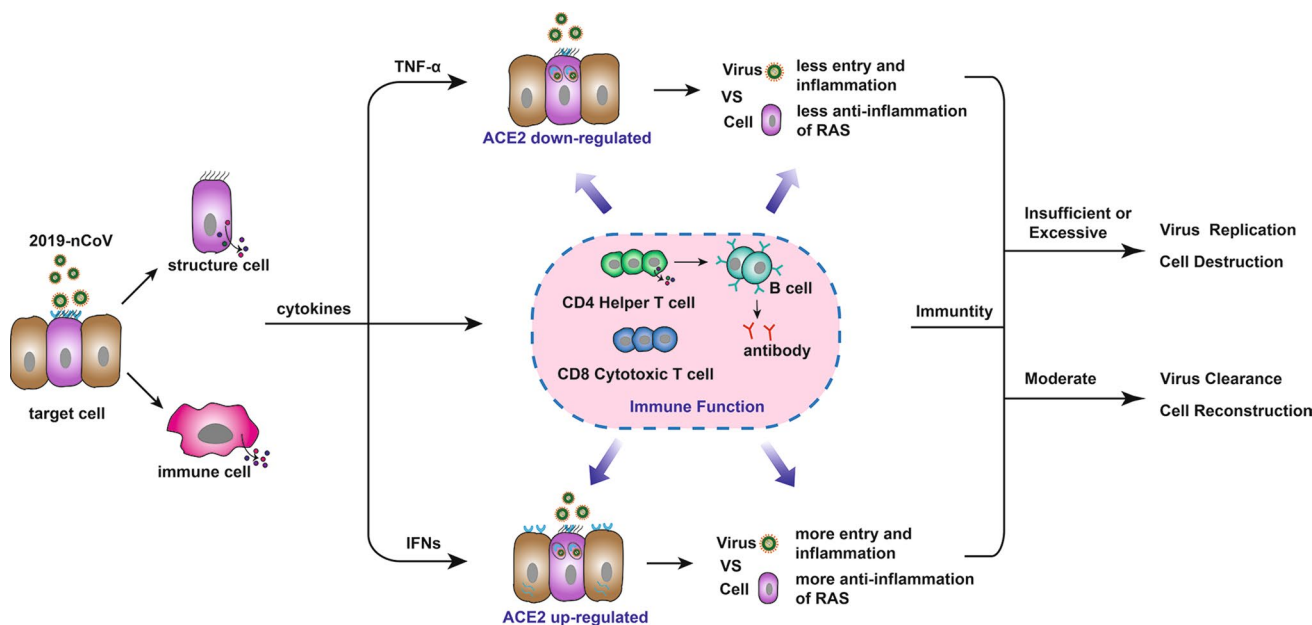 2019-nCoV
target cell
structure cell
immune cell
cytokines
TNF-α
ACE2 down-regulated
Virus
less entry and
inflammation
VS
Cell
less anti-inflammation
of RAS
CD4 Helper T cell
B cell
antibody
CD8 Cytotoxic T cell
Immune Function
IFNs
ACE2 up-regulated
Virus
more entry and
inflammation
VS
Cell
more anti-inflammation
of RAS
Immuntity
Insufficient or
Excessive
Virus Replication
Cell Destruction
Moderate
Virus Clearance
Cell Reconstruction